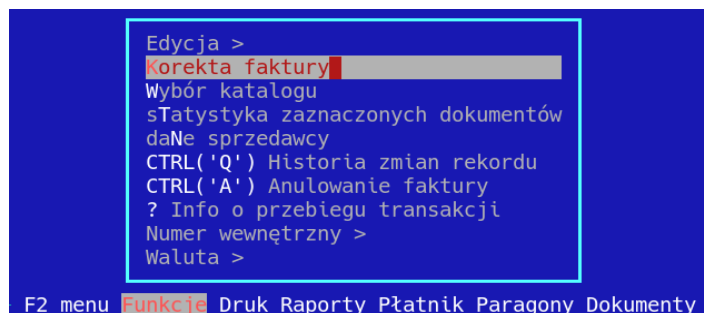 Edycja >
Korekta faktury
Wybór katalogu
sTatystyka zaznaczonych dokumentów
daNe sprzedawcy
CTRL('Q') Historia zmian rekordu
CTRL('A') Anulowanie faktury
? Info o przebiegu transakcji
Numer wewnętrzny >
Waluta >
F2 menu Funkcje Druk Raporty Płatnik Paragony Dokumenty